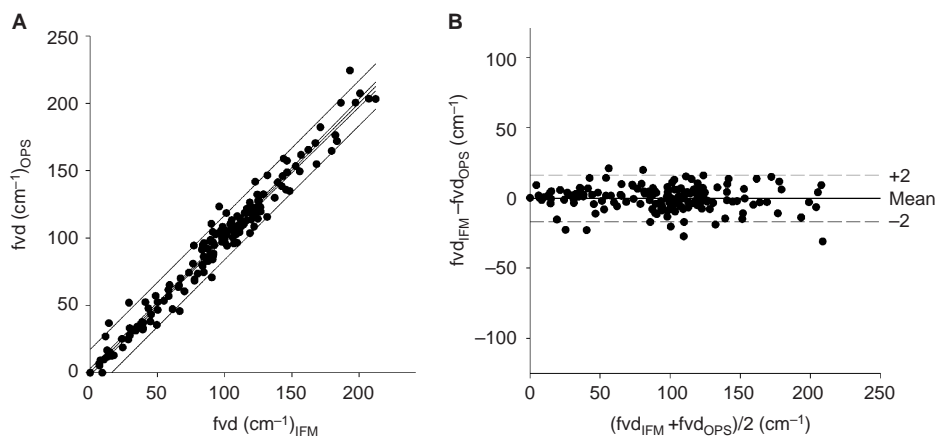 A
250
200
150
100
50
0
fvd (cm⁻¹)OPS
0 50 100 150 200
fvd (cm⁻¹)IFM
B
100
50
0
−50
−100
fvdIFM−fvdOPS (cm⁻¹)
+2
Mean
−2
0 50 100 150 200 250
(fvdIFM +fvdOPS)/2 (cm⁻¹)